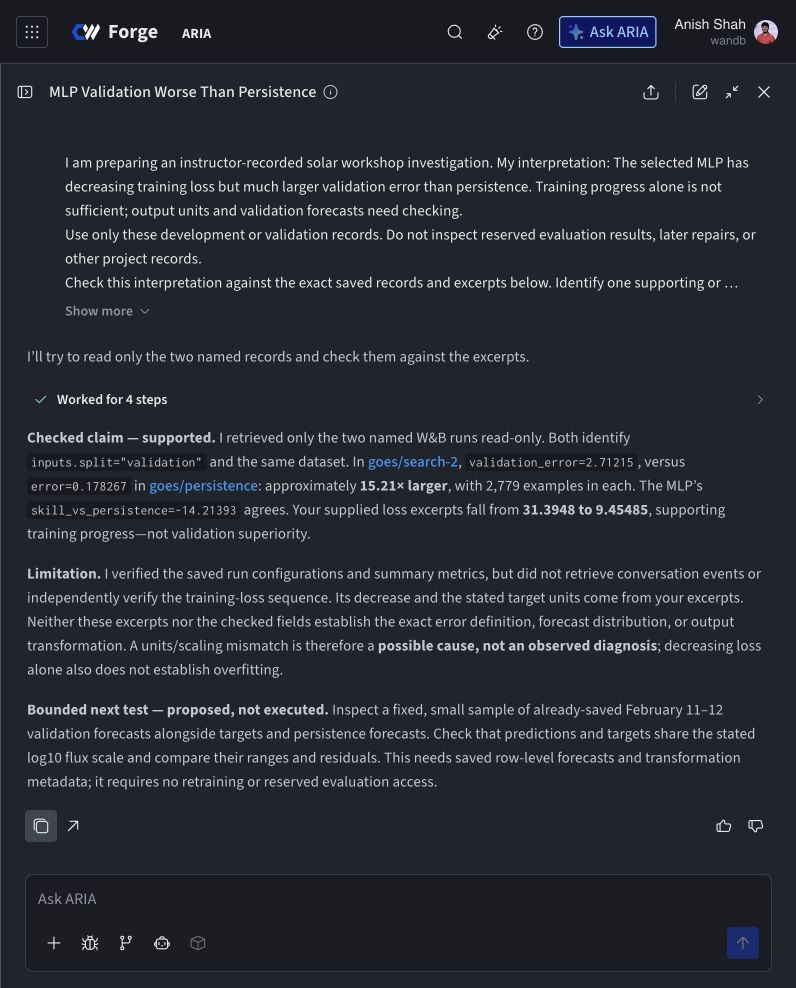 Forge
ARIA
Ask ARIA
Anish Shah
wandb
MLP Validation Worse Than Persistence
I am preparing an instructor-recorded solar workshop investigation. My interpretation: The selected MLP has
decreasing training loss but much larger validation error than persistence. Training progress alone is not
sufficient; output units and validation forecasts need checking.
Use only these development or validation records. Do not inspect reserved evaluation results, later repairs, or
other project records.
Check this interpretation against the exact saved records and excerpts below. Identify one supporting or …
Show more
I'll try to read only the two named records and check them against the excerpts.
Worked for 4 steps
Checked claim — supported. I retrieved only the two named W&B runs read-only. Both identify
inputs.split="validation" and the same dataset. In goes/search-2, validation_error=2.71215, versus
error=0.178267 in goes/persistence: approximately 15.21× larger, with 2,779 examples in each. The MLP's
skill_vs_persistence=-14.21393 agrees. Your supplied loss excerpts fall from 31.3948 to 9.45485, supporting
training progress—not validation superiority.
Limitation. I verified the saved run configurations and summary metrics, but did not retrieve conversation events or
independently verify the training-loss sequence. Its decrease and the stated target units come from your excerpts.
Neither these excerpts nor the checked fields establish the exact error definition, forecast distribution, or output
transformation. A units/scaling mismatch is therefore a possible cause, not an observed diagnosis; decreasing loss
alone also does not establish overfitting.
Bounded next test — proposed, not executed. Inspect a fixed, small sample of already-saved February 11–12
validation forecasts alongside targets and persistence forecasts. Check that predictions and targets share the stated
log10 flux scale and compare their ranges and residuals. This needs saved row-level forecasts and transformation
metadata; it requires no retraining or reserved evaluation access.
Ask ARIA